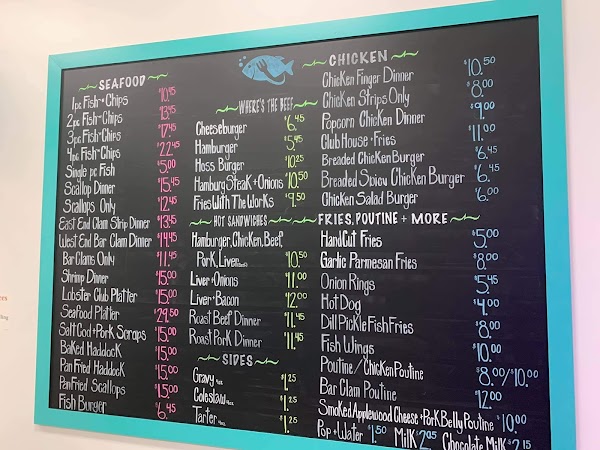 SEAFOOD
1pc Fish + Chips $10.45
2pc Fish + Chips $13.95
3pc Fish + Chips $17.45
4pc Fish + Chips $22.45
Single pc Fish $5.00
Scallop Dinner $15.45
Scallops Only $12.45
East End Clam Strip Dinner $13.45
West End Bar Clam Dinner $14.45
Bar Clams Only $11.45
Shrimp Dinner $15.00
Lobster Club Platter $15.00
Seafood Platter $29.50
Salt Cod + Pork Scraps $15.00
Baked Haddock $15.00
Pan Fried Haddock $15.00
Pan Fried Scallops $15.00
Fish Burger $6.45
WHERE'S THE BEEF
Cheeseburger $6.45
Hamburger $5.45
Hoss Burger $10.25
Hamburg Steak + Onions $10.50
Fries With The Works $9.50
HOT SANDWICHES
Hamburger, Chicken, Beef,
Pork, Liver $10.50
Liver + Onions $11.00
Liver + Bacon $12.00
Roast Beef Dinner $11.45
Roast Pork Dinner $11.45
SIDES
Gravy 4oz. $1.25
Coleslaw 4oz. $1.25
Tarter 4oz. $1.25
CHICKEN
Chicken Finger Dinner $10.50
Chicken Strips Only $8.00
Popcorn Chicken Dinner $9.00
Club House + Fries $11.00
Breaded Chicken Burger $6.45
Breaded Spicy Chicken Burger $6.45
Chicken Salad Burger $6.00
FRIES, POUTINE + MORE
Hand Cut Fries $5.00
Garlic Parmesan Fries $8.00
Onion Rings $5.45
Hot Dog $4.00
Dill Pickle Fish Fries $8.00
Fish Wings $10.00
Poutine / Chicken Poutine $8.00/$10.00
Bar Clam Poutine $12.00
Smoked Applewood Cheese + Pork Belly Poutine $10.00
Pop + Water $1.50 Milk $2.05 Chocolate Milk $2.15